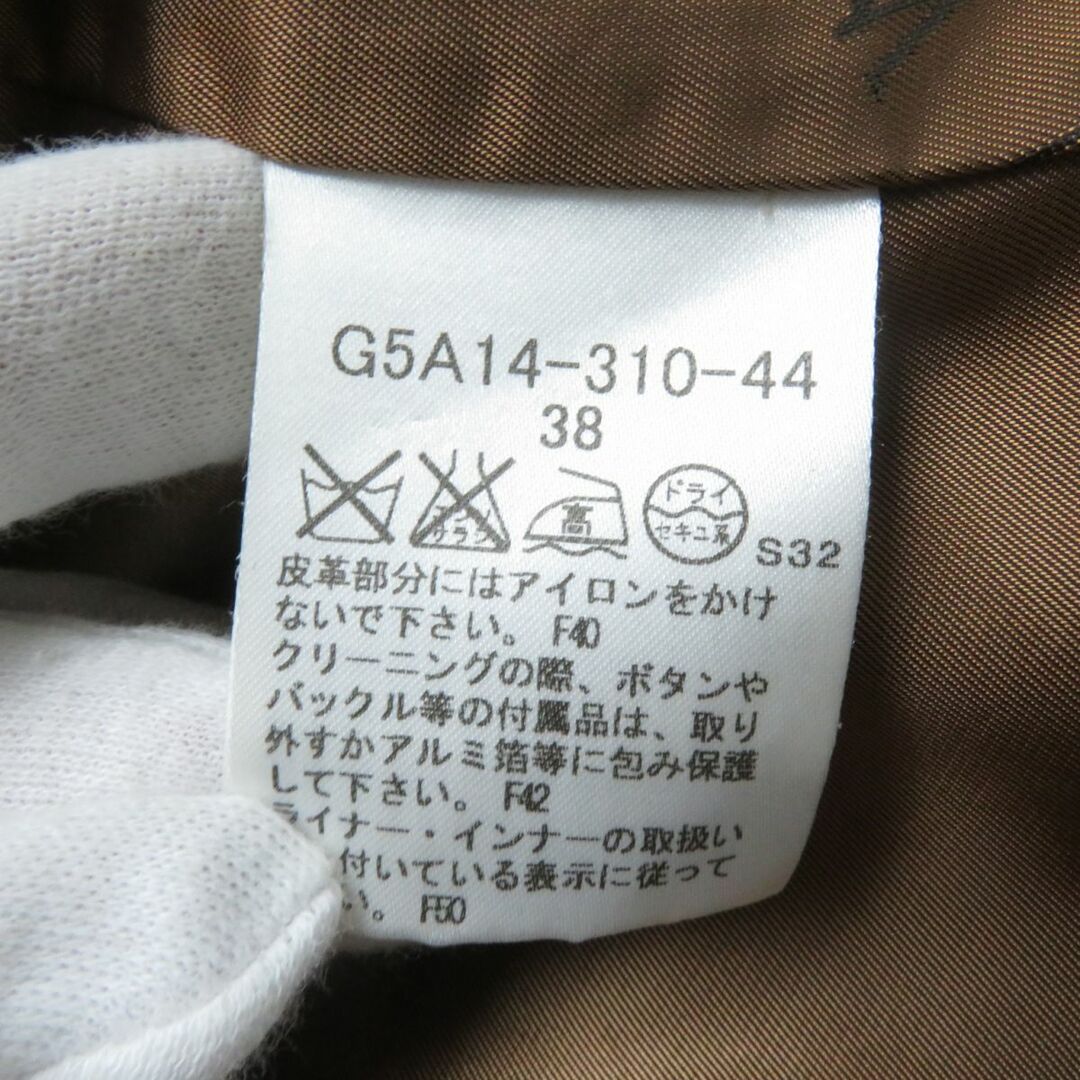 G5A14-310-44
38
高
ドライ
セキユ系
S32
皮革部分にはアイロンをかけ
ないで下さい。 F40
クリーニングの際、ボタンや
バックル等の付属品は、取り
外すかアルミ箔等に包み保護
して下さい。 F42
ライナー・インナーの取扱い
付いている表示に従って
い。 F50